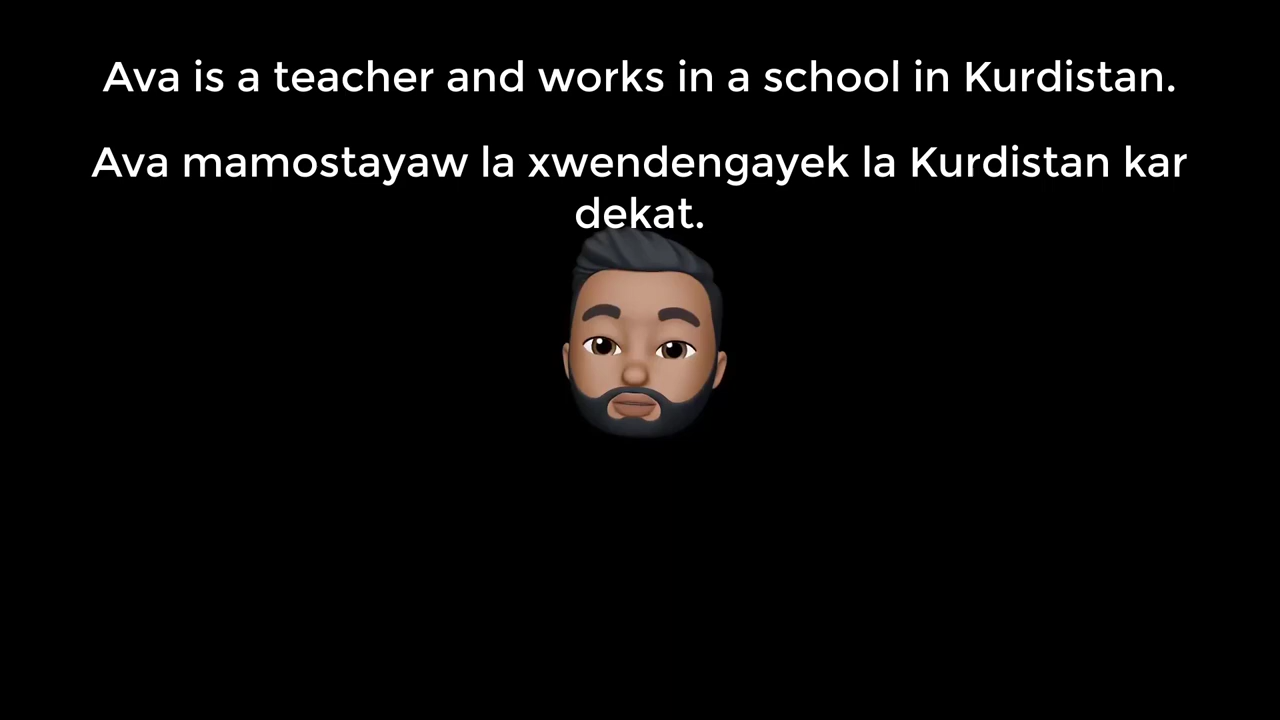 Ava is a teacher and works in a school in Kurdistan.
Ava mamostayaw la xwendengayek la Kurdistan kar
dekat.